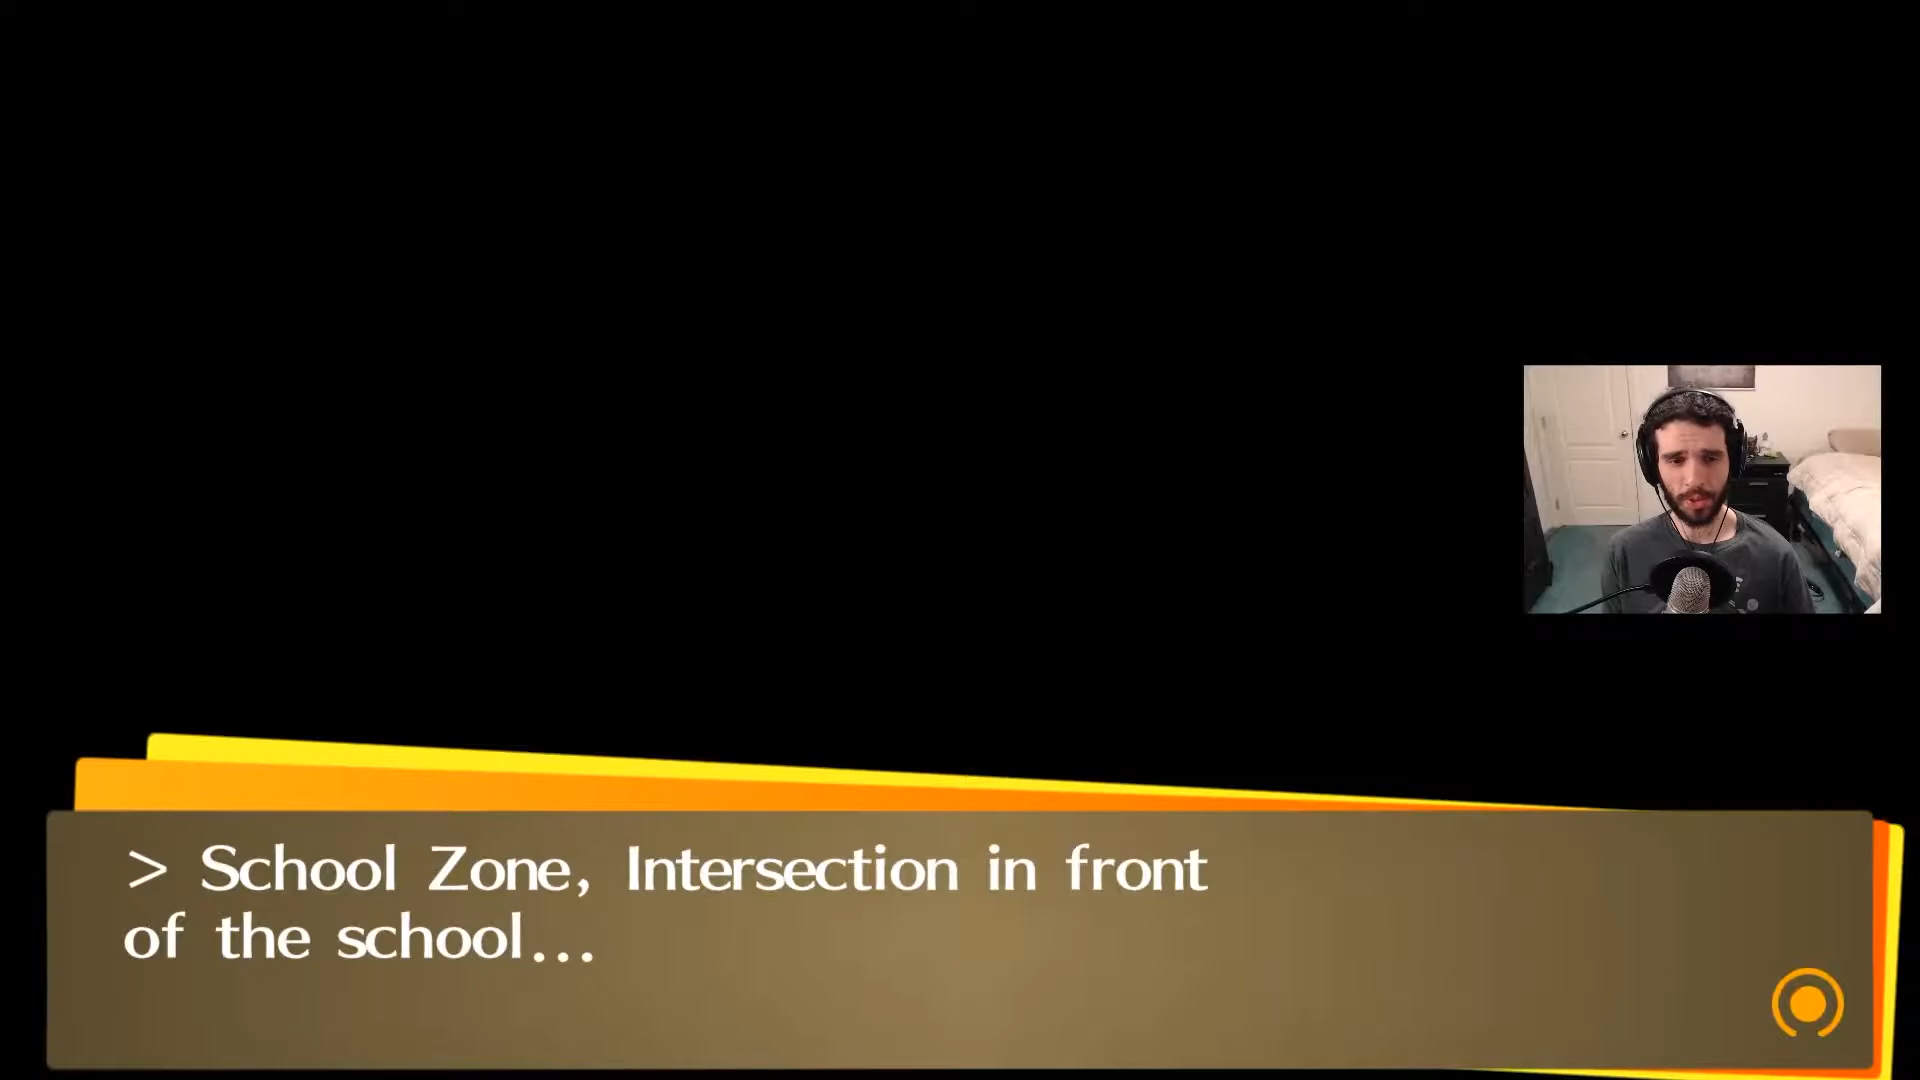 > School Zone, Intersection in front
of the school...